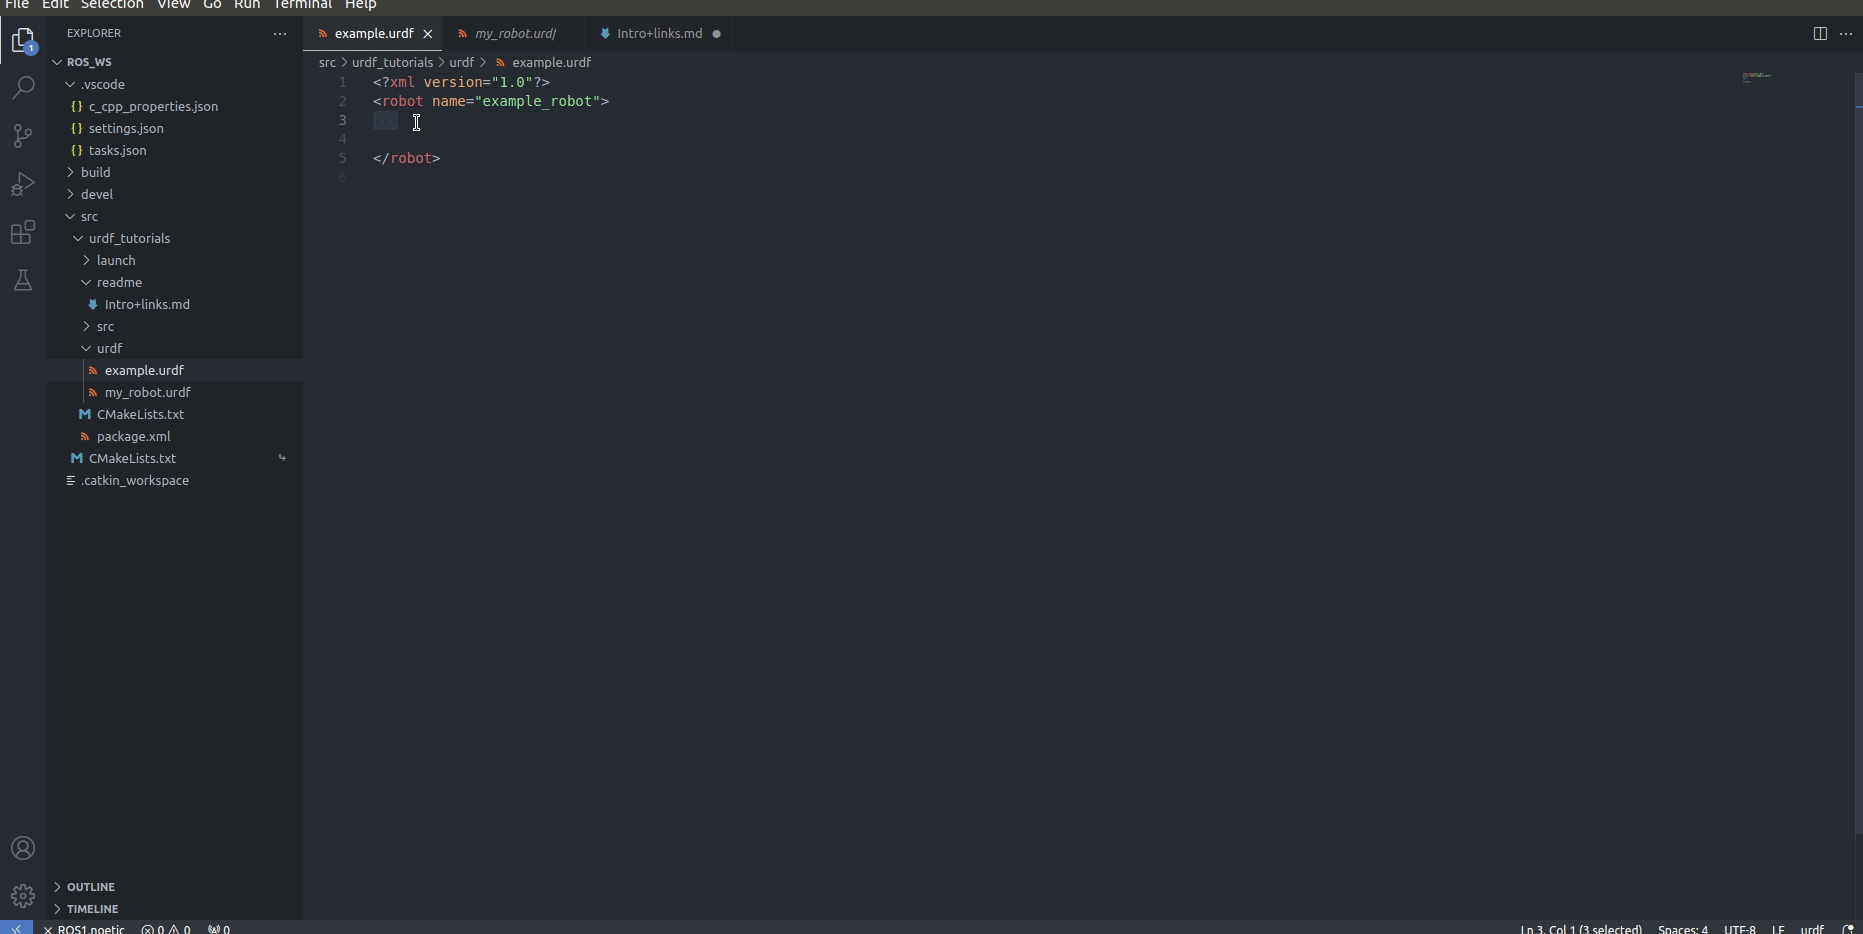 File Edit Selection View Go Run Terminal Help
EXPLORER
example.urdf
my_robot.urdf
Intro+links.md
ROS_WS
src > urdf_tutorials > urdf > example.urdf
.vscode
c_cpp_properties.json
settings.json
tasks.json
build
devel
src
urdf_tutorials
launch
readme
Intro+links.md
src
urdf
example.urdf
my_robot.urdf
CMakeLists.txt
package.xml
CMakeLists.txt
.catkin_workspace
1 <?xml version="1.0"?>
2 <robot name="example_robot">
3
4
5 </robot>
6
1
OUTLINE
TIMELINE
ROS1.noetic 0 0 0
Ln 3, Col 1 (3 selected) Spaces: 4 UTF-8 LF urdf